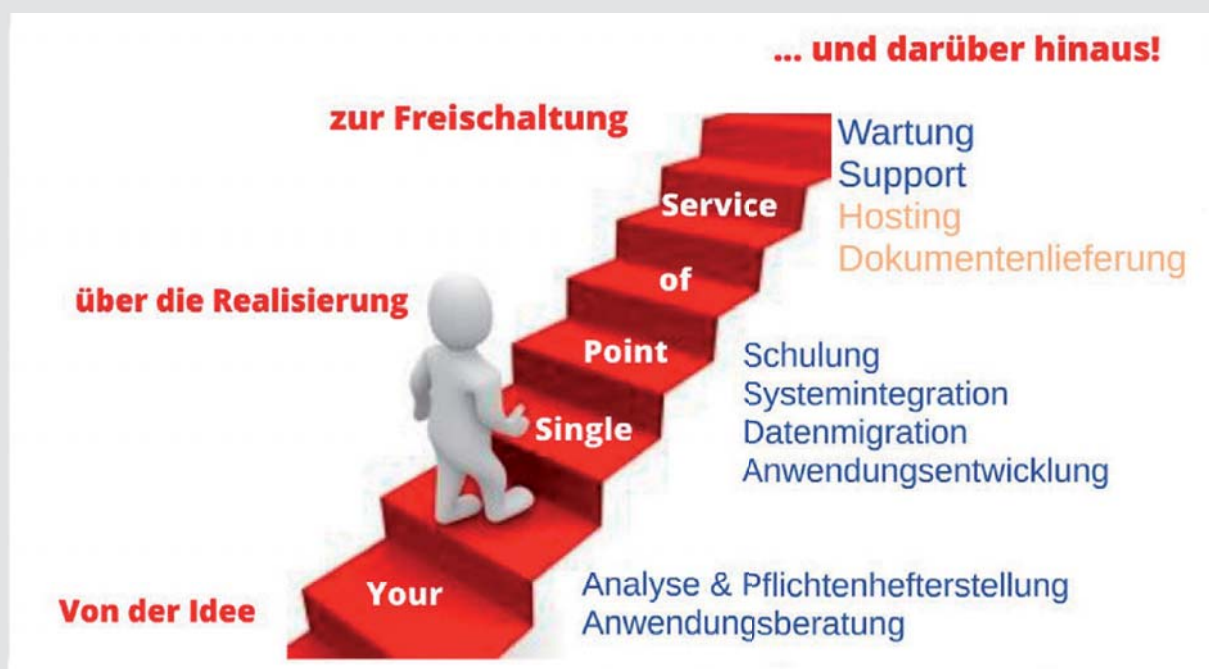 ... und darüber hinaus!
zur Freischaltung
Wartung
Support
Hosting
Dokumentenlieferung
Service
of
über die Realisierung
Point
Single
Schulung
Systemintegration
Datenmigration
Anwendungsentwicklung
Your
Von der Idee
Analyse & Pflichtenhefterstellung
Anwendungsberatung